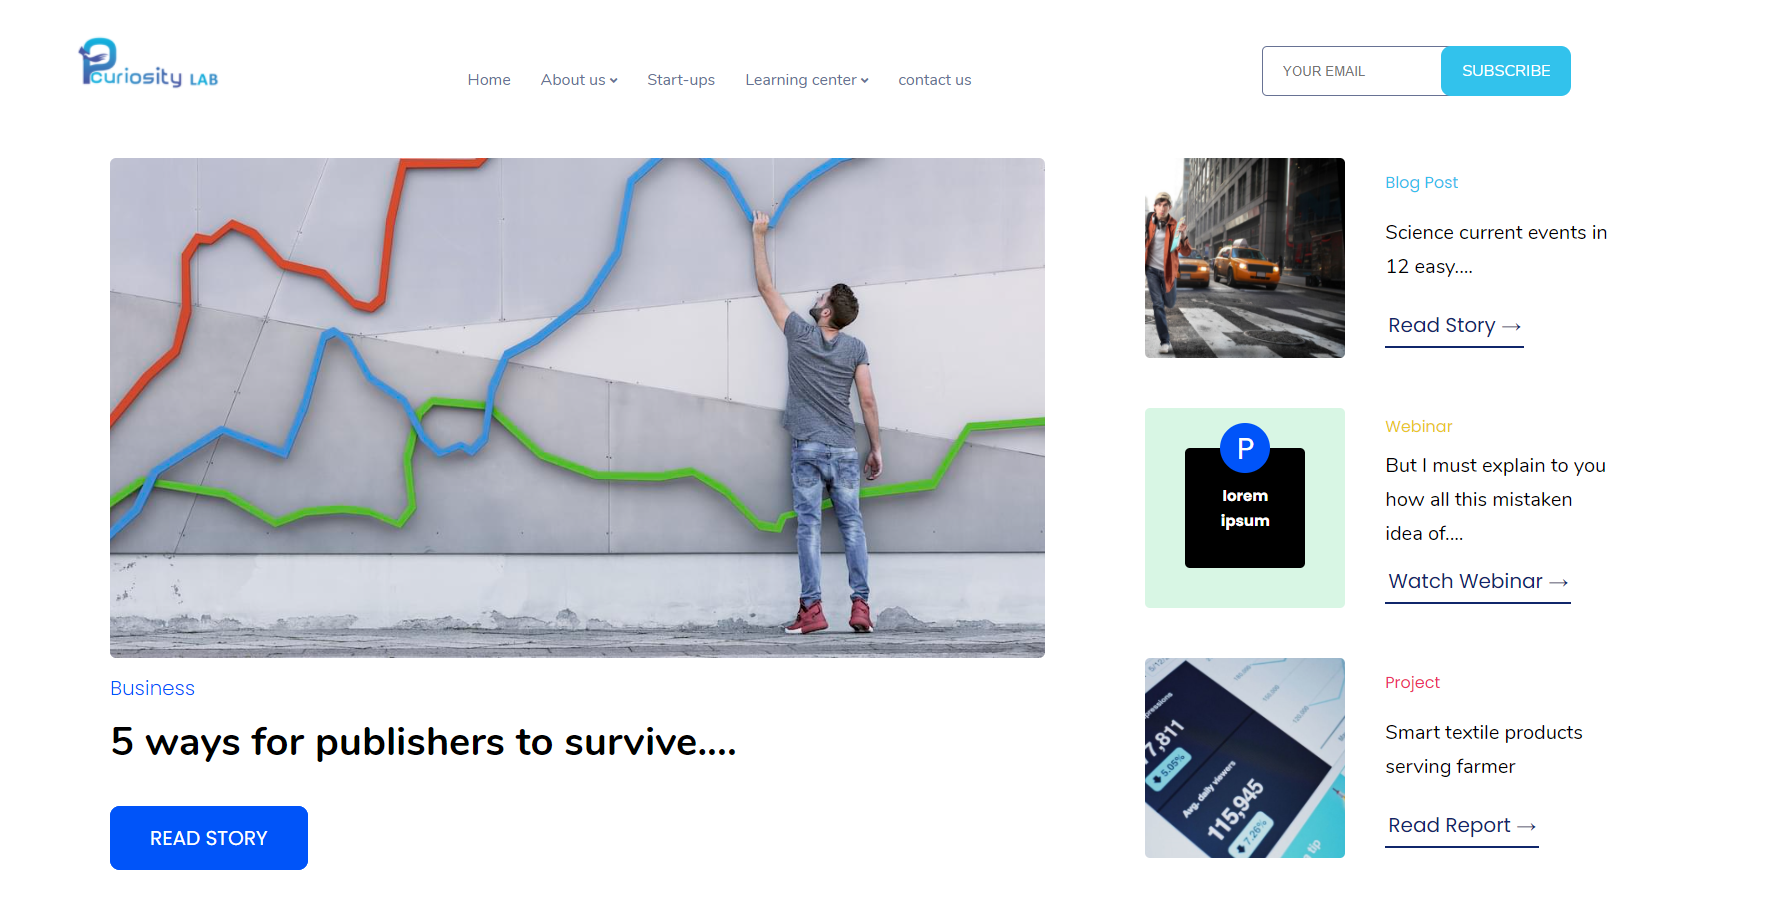 Pcuriosity LAB
Home
About us
Start-ups
Learning center
contact us
YOUR EMAIL
SUBSCRIBE
Business
5 ways for publishers to survive....
READ STORY
Blog Post
Science current events in
12 easy....
Read Story →
P
lorem
ipsum
Webinar
But I must explain to you
how all this mistaken
idea of....
Watch Webinar →
7,811
5.05%
Avg. daily viewers
115,945
7.26%
tip
Project
Smart textile products
serving farmer
Read Report →